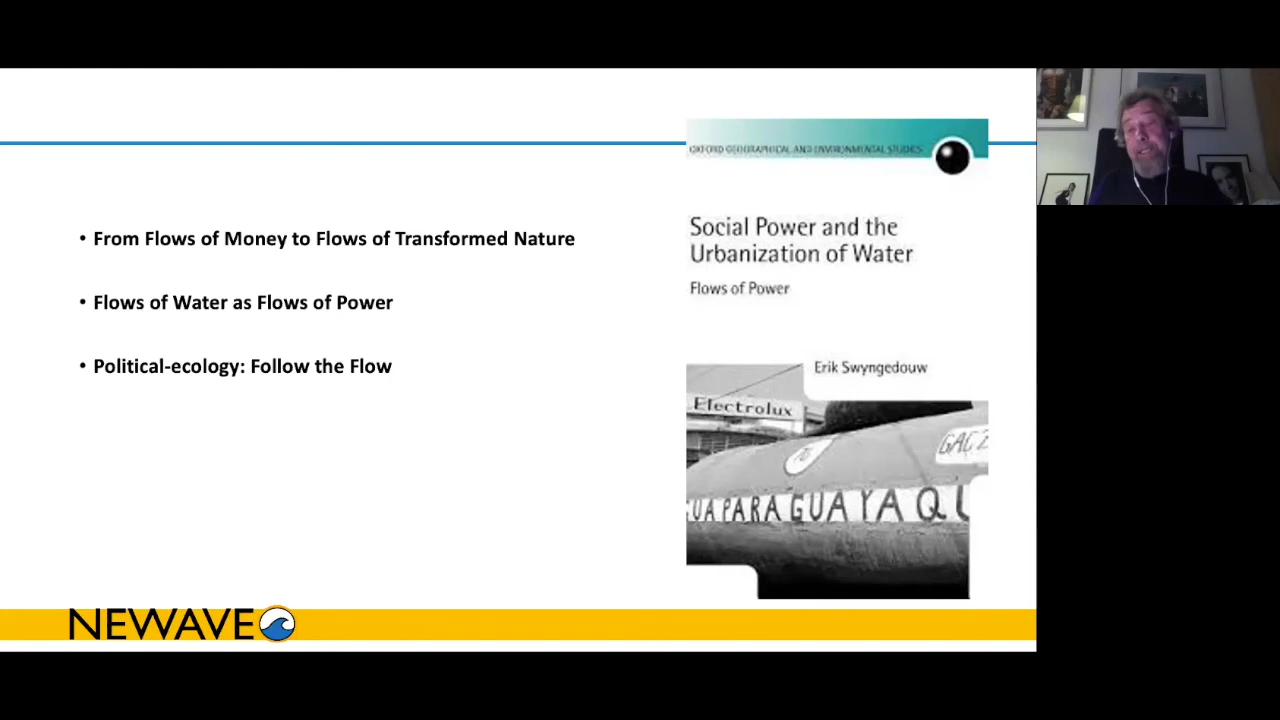 • From Flows of Money to Flows of Transformed Nature
• Flows of Water as Flows of Power
• Political-ecology: Follow the Flow
OXFORD GEOGRAPHICAL AND ENVIRONMENTAL STUDIES
Social Power and the
Urbanization of Water
Flows of Power
Erik Swyngedouw
Electrolux
GUA PARA GUAYAQU
NEWAVE